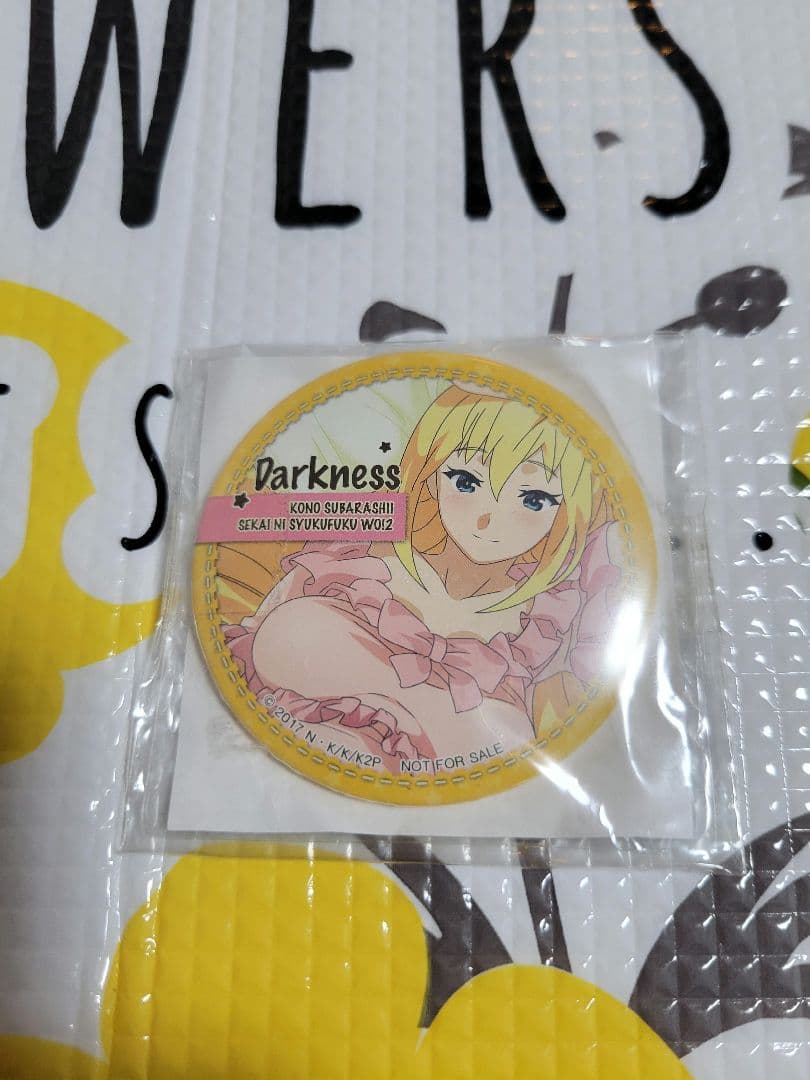 WERS
S
Darkness
KONO SUBARASHII
SEKAI NI SYUKUFUKU WO!2
© 2017 N・K/K/K2P NOT FOR SALE